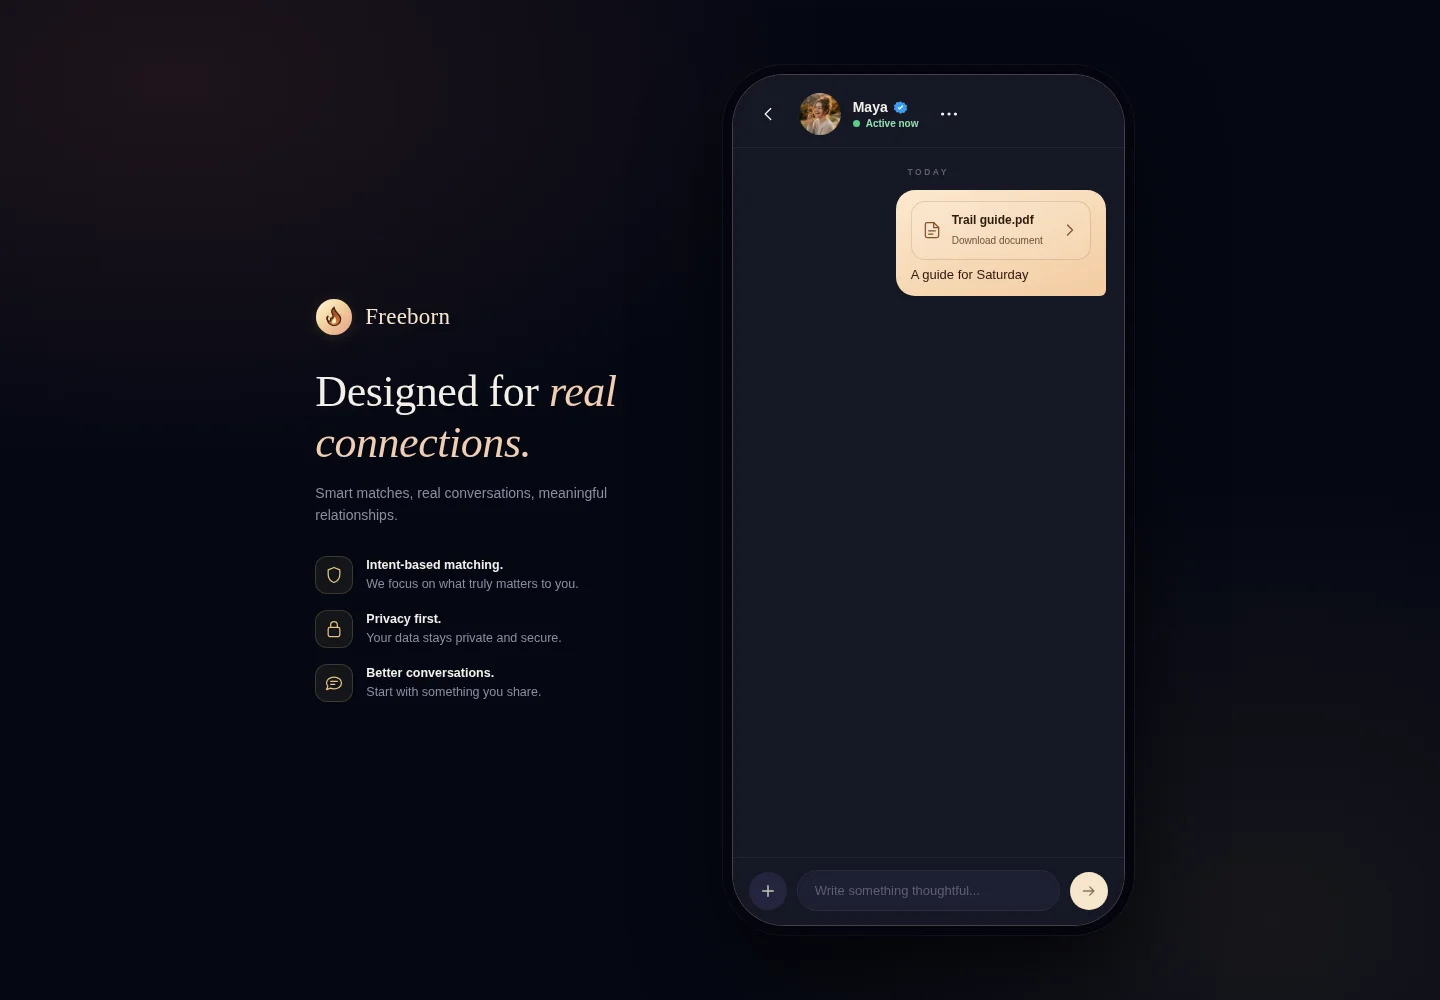 Freeborn
Designed for real
connections.
Smart matches, real conversations, meaningful
relationships.
Intent-based matching.
We focus on what truly matters to you.
Privacy first.
Your data stays private and secure.
Better conversations.
Start with something you share.
Maya
Active now
TODAY
Trail guide.pdf
Download document
A guide for Saturday
Write something thoughtful...